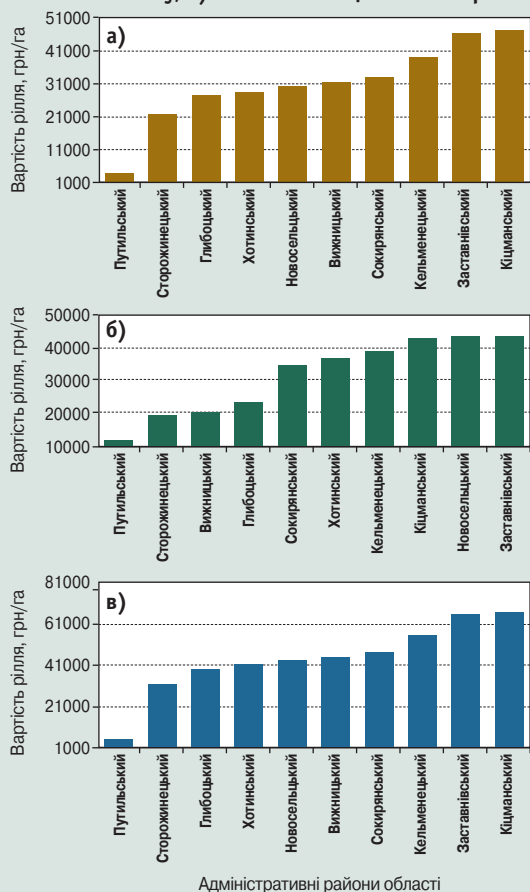 а)
Вартість рілля, грн/га
51000
41000
31000
21000
11000
1000
Путильський
Сторожинецький
Глибоцький
Хотинський
Новосельцький
Вижницький
Сокирянський
Кельменецький
Заставнівський
Кіцманський
б)
Вартість рілля, грн/га
50000
40000
30000
20000
10000
Путильський
Сторожинецький
Вижницький
Глибоцький
Сокирянський
Хотинський
Кельменецький
Кіцманський
Новосельцький
Заставнівський
в)
Вартість рілля, грн/га
81000
61000
41000
21000
1000
Путильський
Сторожинецький
Глибоцький
Хотинський
Новосельцький
Вижницький
Сокирянський
Кельменецький
Заставнівський
Кіцманський
Адміністративні райони області